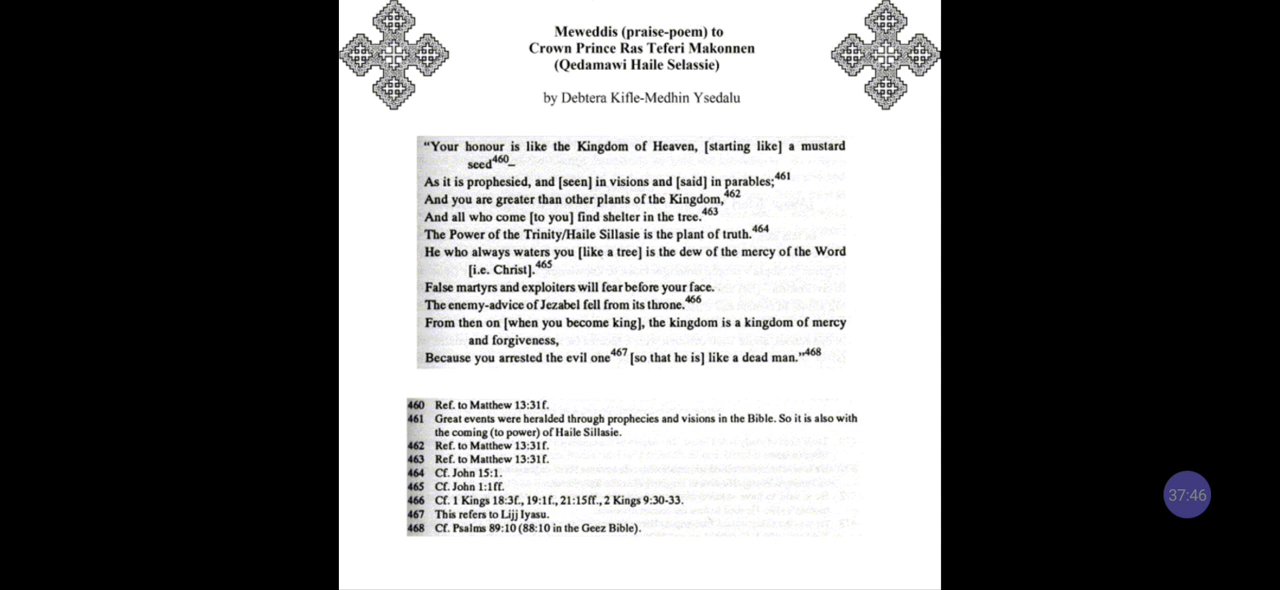 Meweddis (praise-poem) to
Crown Prince Ras Teferi Makonnen
(Qedamawi Haile Selassie)
by Debtera Kifle-Medhin Ysedalu
“Your honour is like the Kingdom of Heaven, [starting like] a mustard
seed460_
As it is prophesied, and [seen] in visions and [said] in parables;461
And you are greater than other plants of the Kingdom,462
And all who come [to you] find shelter in the tree.463
The Power of the Trinity/Haile Sillasie is the plant of truth.464
He who always waters you [like a tree] is the dew of the mercy of the Word
[i.e. Christ].465
False martyrs and exploiters will fear before your face.
The enemy-advice of Jezabel fell from its throne.466
From then on [when you become king], the kingdom is a kingdom of mercy
and forgiveness,
Because you arrested the evil one467 [so that he is] like a dead man.”468
460 Ref. to Matthew 13:31f.
461 Great events were heralded through prophecies and visions in the Bible. So it is also with
the coming (to power) of Haile Sillasie.
462 Ref. to Matthew 13:31f.
463 Ref. to Matthew 13:31f.
464 Cf. John 15:1.
465 Cf. John 1:1ff.
466 Cf. 1 Kings 18:3f., 19:1f., 21:15ff., 2 Kings 9:30-33.
467 This refers to Lijj Iyasu.
468 Cf. Psalms 89:10 (88:10 in the Geez Bible).
37:46